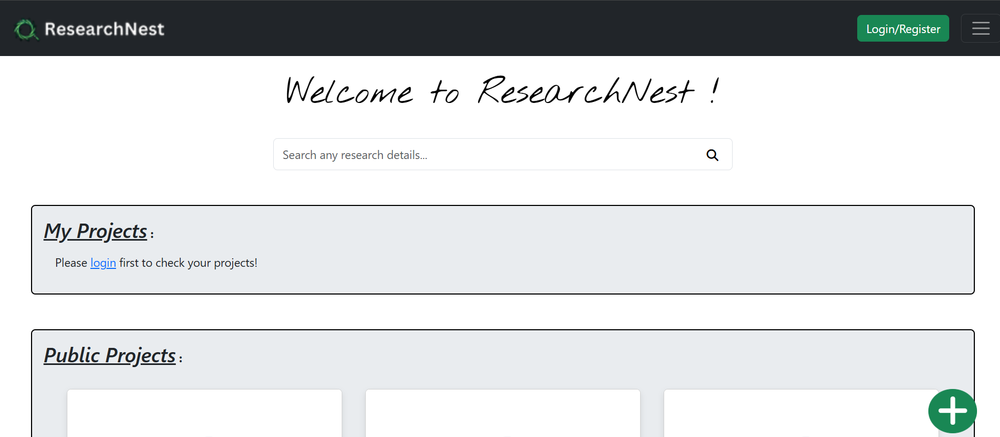 ResearchNest
Login/Register
Welcome to ResearchNest !
Search any research details...
My Projects :
Please login first to check your projects!
Public Projects :